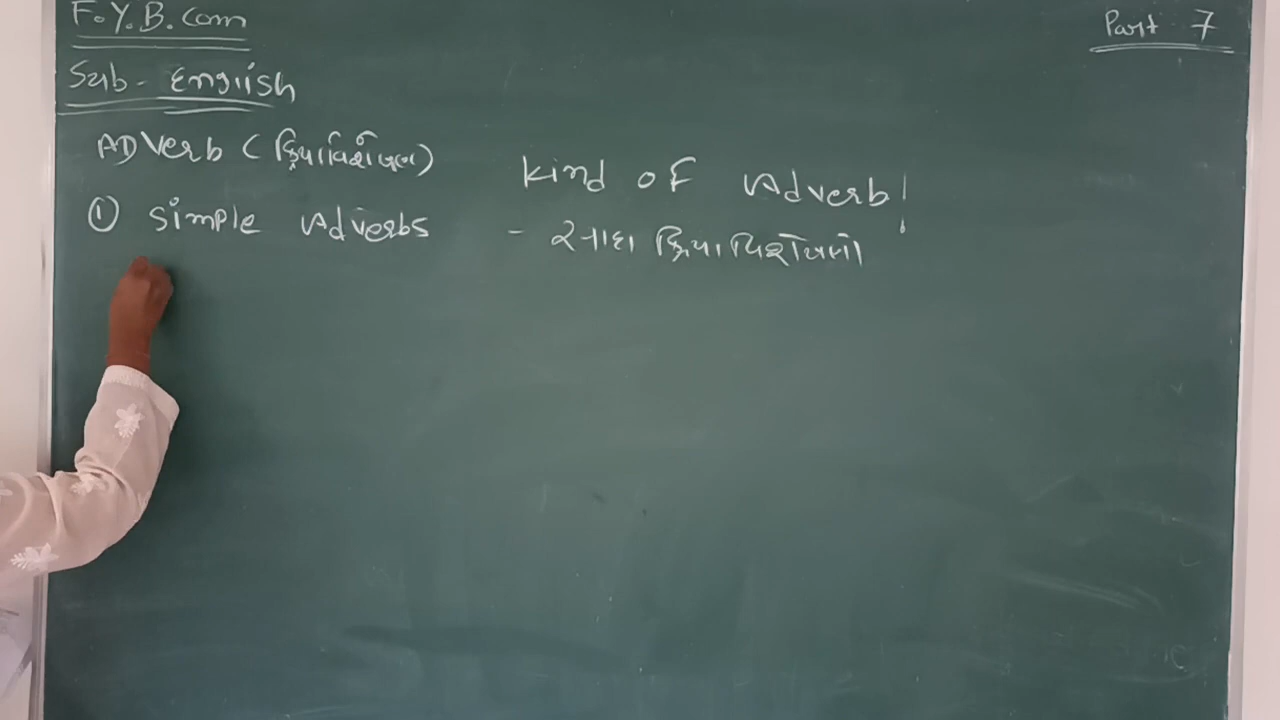 F.Y.B.Com
Part 7
Sub - English
ADVerb (ક્રિયાવિશેષણ)
Kind of Adverb!
① Simple Adverbs - સાદા ક્રિયાવિશેષણો